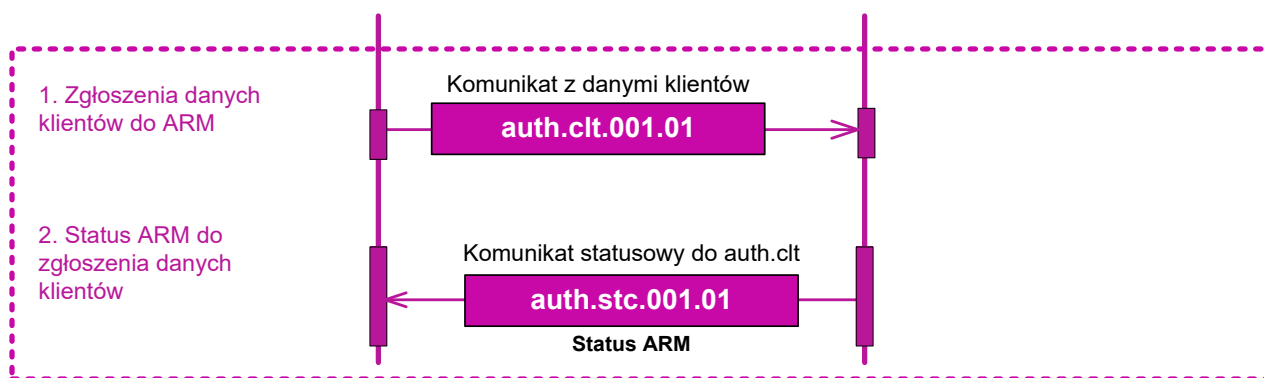 1. Zgłoszenia danych
klientów do ARM
Komunikat z danymi klientów
auth.clt.001.01
2. Status ARM do
zgłoszenia danych
klientów
Komunikat statusowy do auth.clt
auth.stc.001.01
Status ARM